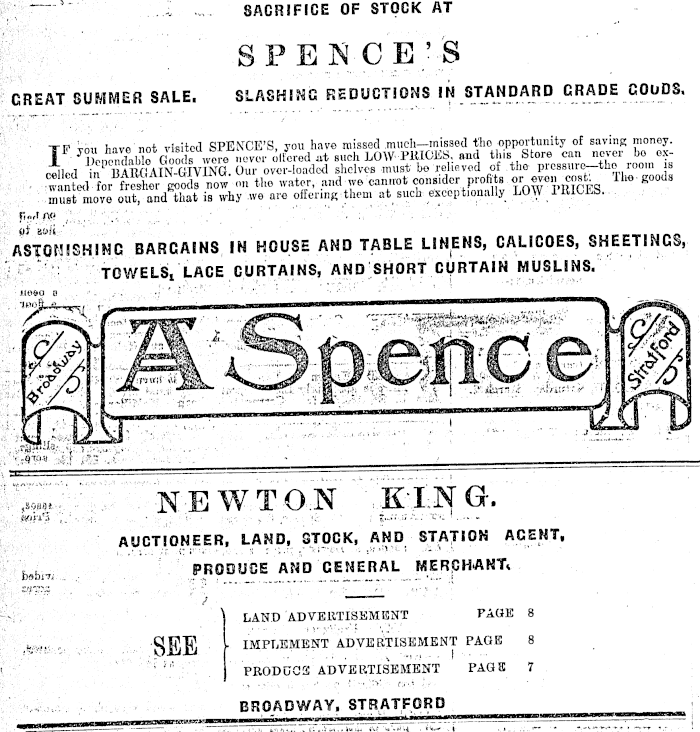 SACRIFICE OF STOCK AT
SPENCE'S
GREAT SUMMER SALE. SLASHING REDUCTIONS IN STANDARD GRADE GOODS.
IF you have not visited SPENCE'S, you have missed much—missed the opportunity of saving money.
Dependable Goods were never offered at such LOW PRICES, and this Store can never be ex-
celled in BARGAIN-GIVING. Our over-loaded shelves must be relieved of the pressure—the room is
wanted for fresher goods now on the water, and we cannot consider profits or even cost. The goods
must move out, and that is why we are offering them at such exceptionally LOW PRICES.
ASTONISHING BARGAINS IN HOUSE AND TABLE LINENS, CALICOES, SHEETINGS,
TOWELS, LACE CURTAINS, AND SHORT CURTAIN MUSLINS.
Broadway
A Spence
Stratford
NEWTON KING.
AUCTIONEER, LAND, STOCK, AND STATION AGENT,
PRODUCE AND GENERAL MERCHANT.
SEE
LAND ADVERTISEMENT PAGE 8
IMPLEMENT ADVERTISEMENT PAGE 8
PRODUCE ADVERTISEMENT PAGE 7
BROADWAY, STRATFORD